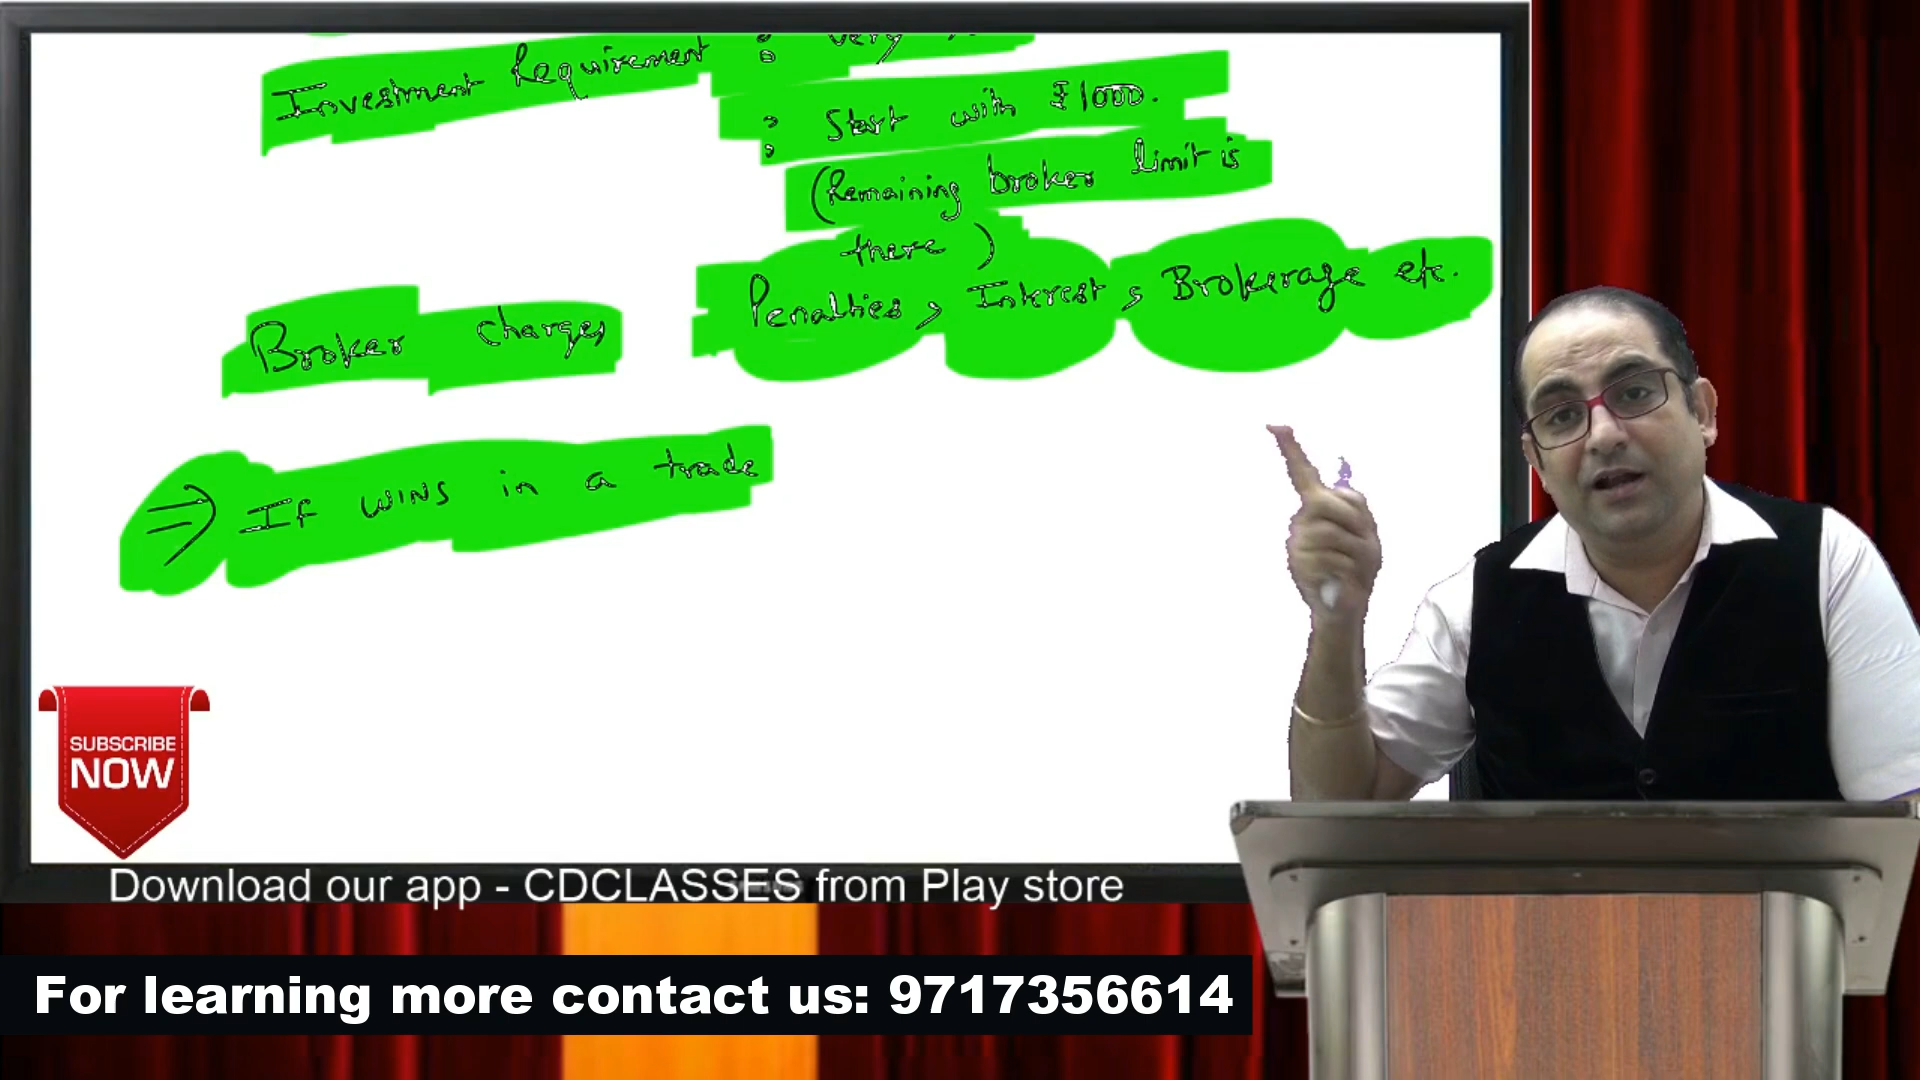 Investment Requirement : very
: Start with ₹1000.
(Remaining broker limit is
there)
Broker charges - Penalties, Interest, Brokerage etc.
⇒ If wins in a trade
SUBSCRIBE
NOW
Download our app - CDCLASSES from Play store
For learning more contact us: 9717356614